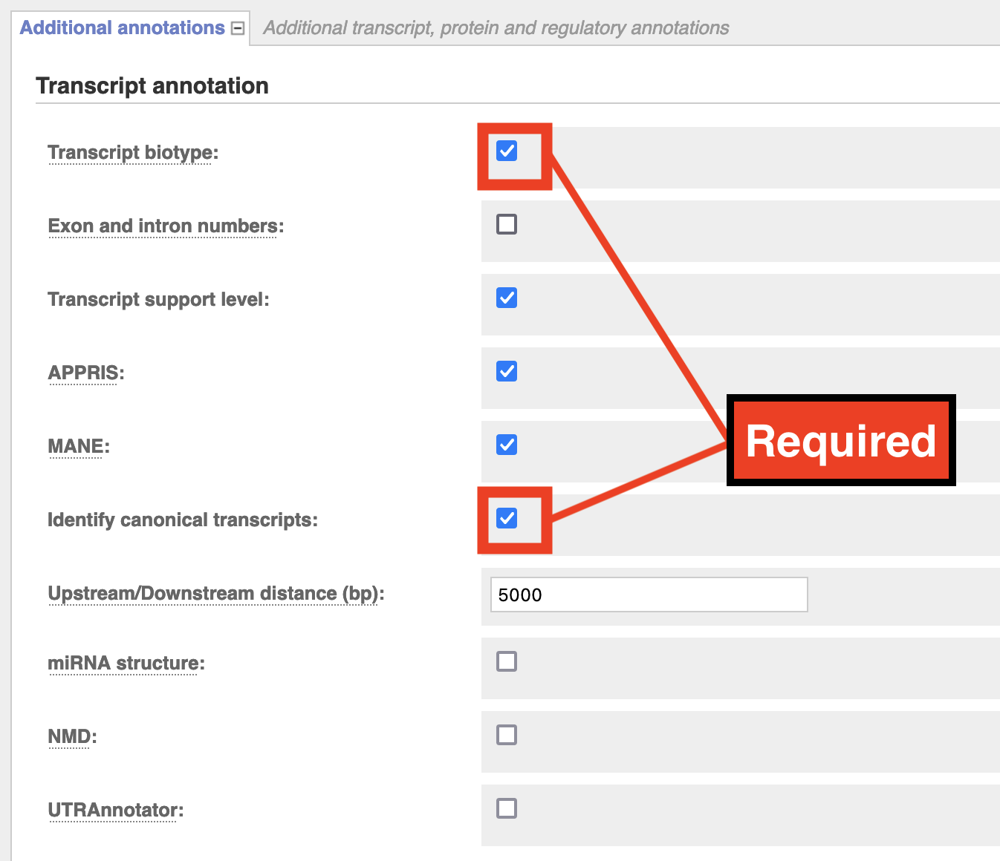 Additional annotations Additional transcript, protein and regulatory annotations
Transcript annotation
Transcript biotype:
Exon and intron numbers:
Transcript support level:
APPRIS:
MANE:
Required
Identify canonical transcripts:
Upstream/Downstream distance (bp): 5000
miRNA structure:
NMD:
UTRAnnotator: